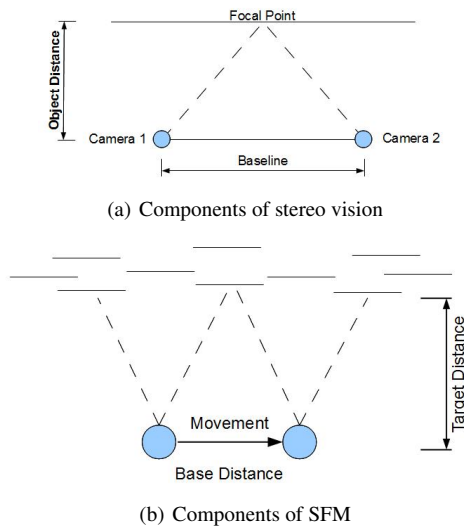 Focal Point
Object Distance
Camera 1
Camera 2
Baseline
(a) Components of stereo vision
Target Distance
Movement
Base Distance
(b) Components of SFM